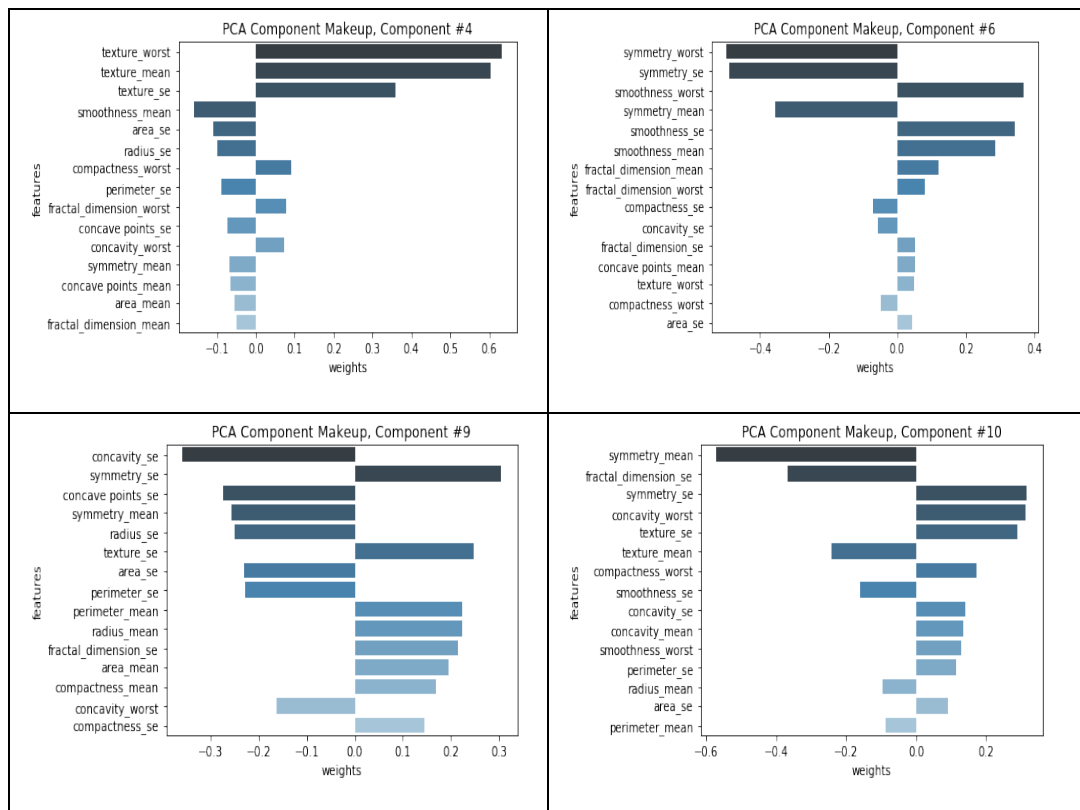 PCA Component Makeup, Component #4
features
texture_worst
texture_mean
texture_se
smoothness_mean
area_se
radius_se
compactness_worst
perimeter_se
fractal_dimension_worst
concave points_se
concavity_worst
symmetry_mean
concave points_mean
area_mean
fractal_dimension_mean
−0.1 0.0 0.1 0.2 0.3 0.4 0.5 0.6
weights
PCA Component Makeup, Component #6
features
symmetry_worst
symmetry_se
smoothness_worst
symmetry_mean
smoothness_se
smoothness_mean
fractal_dimension_mean
fractal_dimension_worst
compactness_se
concavity_se
fractal_dimension_se
concave points_mean
texture_worst
compactness_worst
area_se
−0.4 −0.2 0.0 0.2 0.4
weights
PCA Component Makeup, Component #9
features
concavity_se
symmetry_se
concave points_se
symmetry_mean
radius_se
texture_se
area_se
perimeter_se
perimeter_mean
radius_mean
fractal_dimension_se
area_mean
compactness_mean
concavity_worst
compactness_se
−0.3 −0.2 −0.1 0.0 0.1 0.2 0.3
weights
PCA Component Makeup, Component #10
features
symmetry_mean
fractal_dimension_se
symmetry_se
concavity_worst
texture_se
texture_mean
compactness_worst
smoothness_se
concavity_se
concavity_mean
smoothness_worst
perimeter_se
radius_mean
area_se
perimeter_mean
−0.6 −0.4 −0.2 0.0 0.2
weights